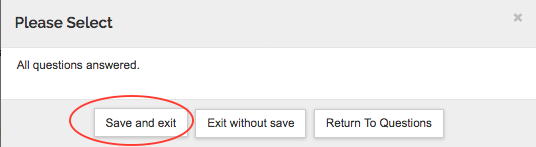 Please Select
All questions answered.
Save and exit
Exit without save
Return To Questions